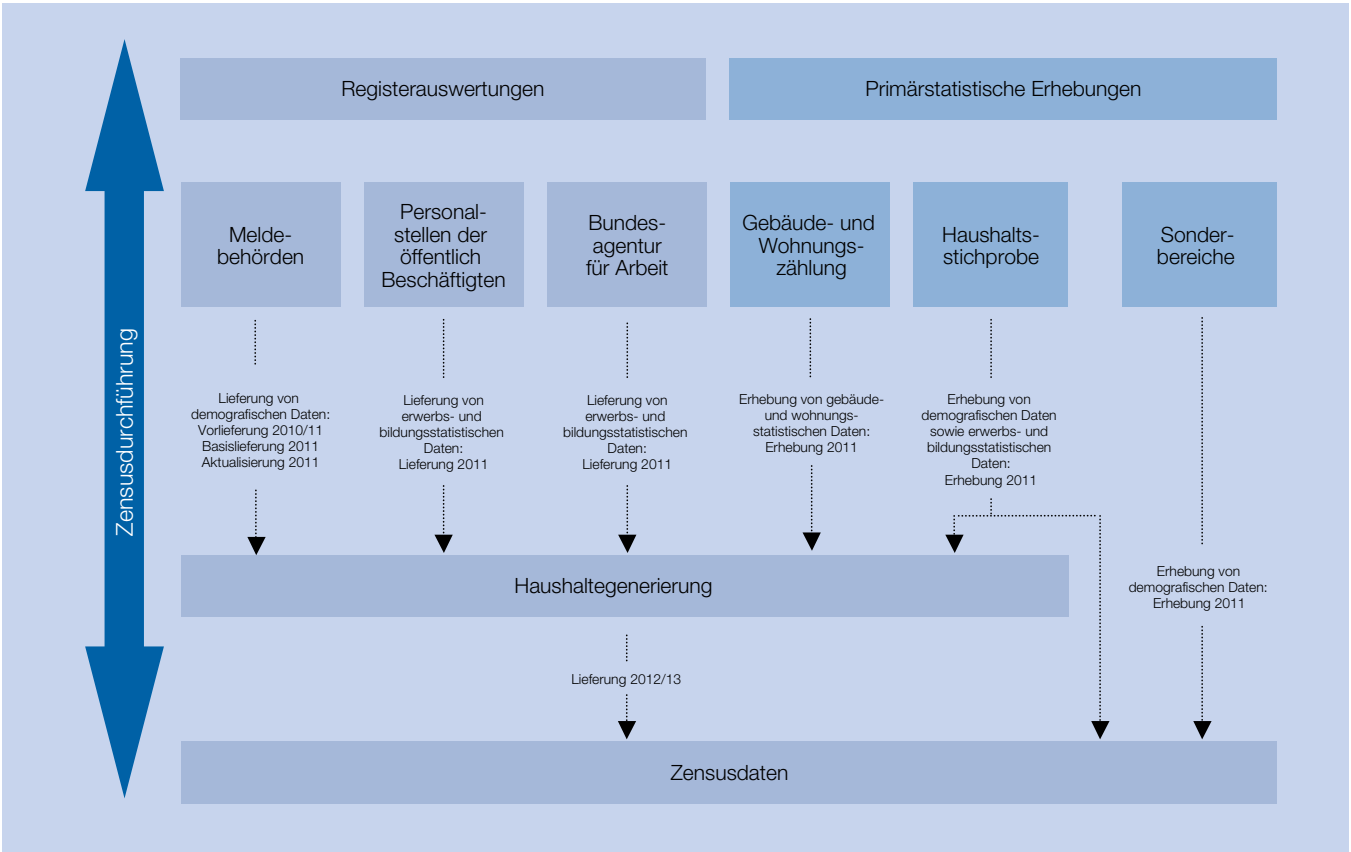 Zensusdurchführung
Registerauswertungen
Primärstatistische Erhebungen
Melde-
behörden
Personal-
stellen der
öffentlich
Beschäftigten
Bundes-
agentur
für Arbeit
Gebäude- und
Wohnungs-
zählung
Haushalts-
stichprobe
Sonder-
bereiche
Lieferung von
demografischen Daten:
Vorlieferung 2010/11
Basislieferung 2011
Aktualisierung 2011
Lieferung von
erwerbs- und
bildungsstatistischen
Daten:
Lieferung 2011
Lieferung von
erwerbs- und
bildungsstatistischen
Daten:
Lieferung 2011
Erhebung von gebäude-
und wohnungs-
statistischen Daten:
Erhebung 2011
Erhebung von
demografischen Daten
sowie erwerbs- und
bildungsstatistischen
Daten:
Erhebung 2011
Erhebung von
demografischen Daten:
Erhebung 2011
Haushaltegenerierung
Lieferung 2012/13
Zensusdaten